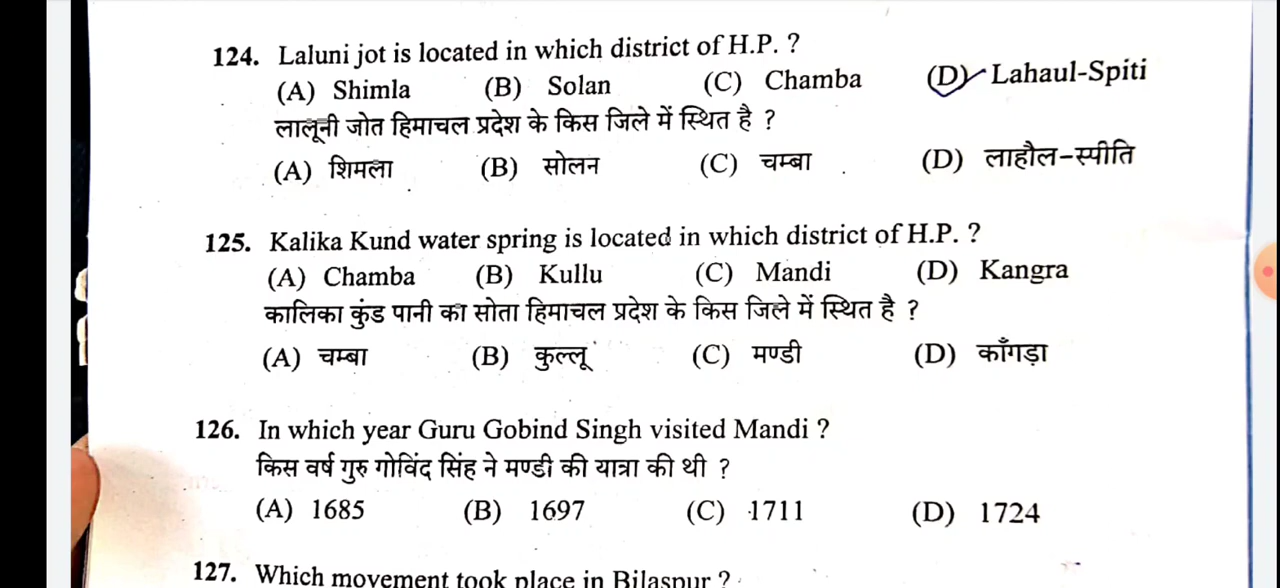 124. Laluni jot is located in which district of H.P. ?
(A) Shimla (B) Solan (C) Chamba (D) Lahaul-Spiti
लालूनी जोत हिमाचल प्रदेश के किस जिले में स्थित है ?
(A) शिमला (B) सोलन (C) चम्बा (D) लाहौल-स्पीति
125. Kalika Kund water spring is located in which district of H.P. ?
(A) Chamba (B) Kullu (C) Mandi (D) Kangra
कालिका कुंड पानी का सोता हिमाचल प्रदेश के किस जिले में स्थित है ?
(A) चम्बा (B) कुल्लू (C) मण्डी (D) काँगड़ा
126. In which year Guru Gobind Singh visited Mandi ?
किस वर्ष गुरु गोविंद सिंह ने मण्डी की यात्रा की थी ?
(A) 1685 (B) 1697 (C) 1711 (D) 1724
127. Which movement took place in Bilaspur ?